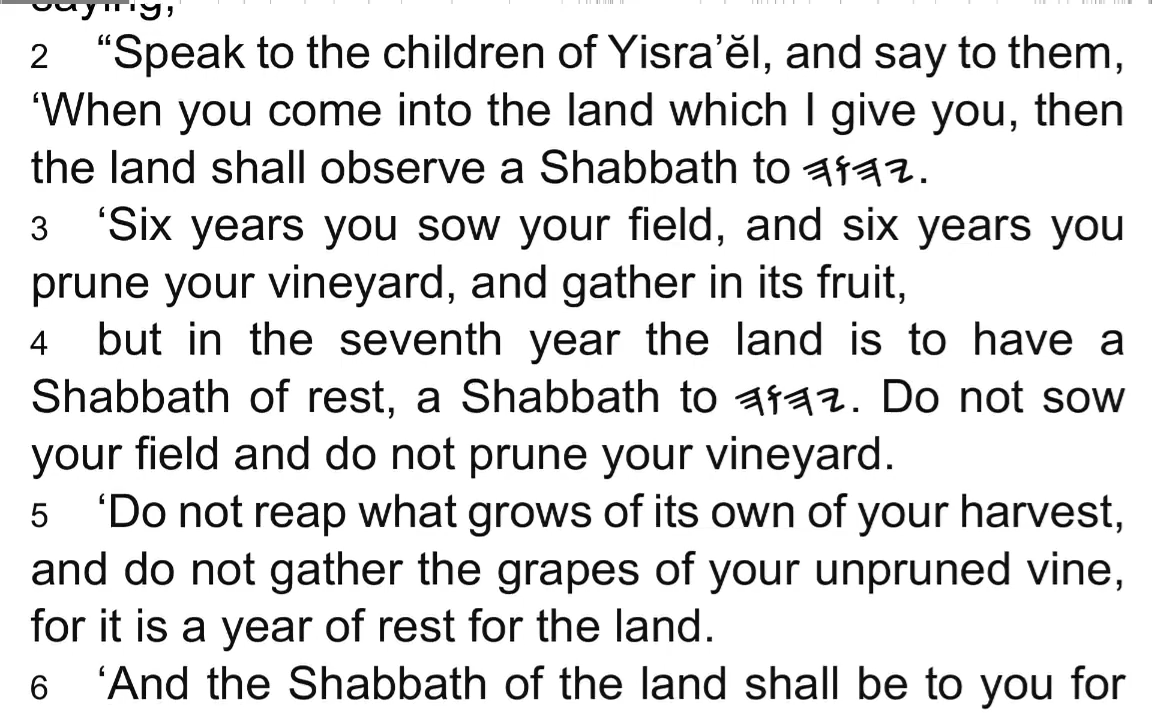 saying,
2 “Speak to the children of Yisra’ĕl, and say to them,
‘When you come into the land which I give you, then
the land shall observe a Shabbath to 𐤉𐤄𐤅𐤄.
3 ‘Six years you sow your field, and six years you
prune your vineyard, and gather in its fruit,
4 but in the seventh year the land is to have a
Shabbath of rest, a Shabbath to 𐤉𐤄𐤅𐤄. Do not sow
your field and do not prune your vineyard.
5 ‘Do not reap what grows of its own of your harvest,
and do not gather the grapes of your unpruned vine,
for it is a year of rest for the land.
6 ‘And the Shabbath of the land shall be to you for